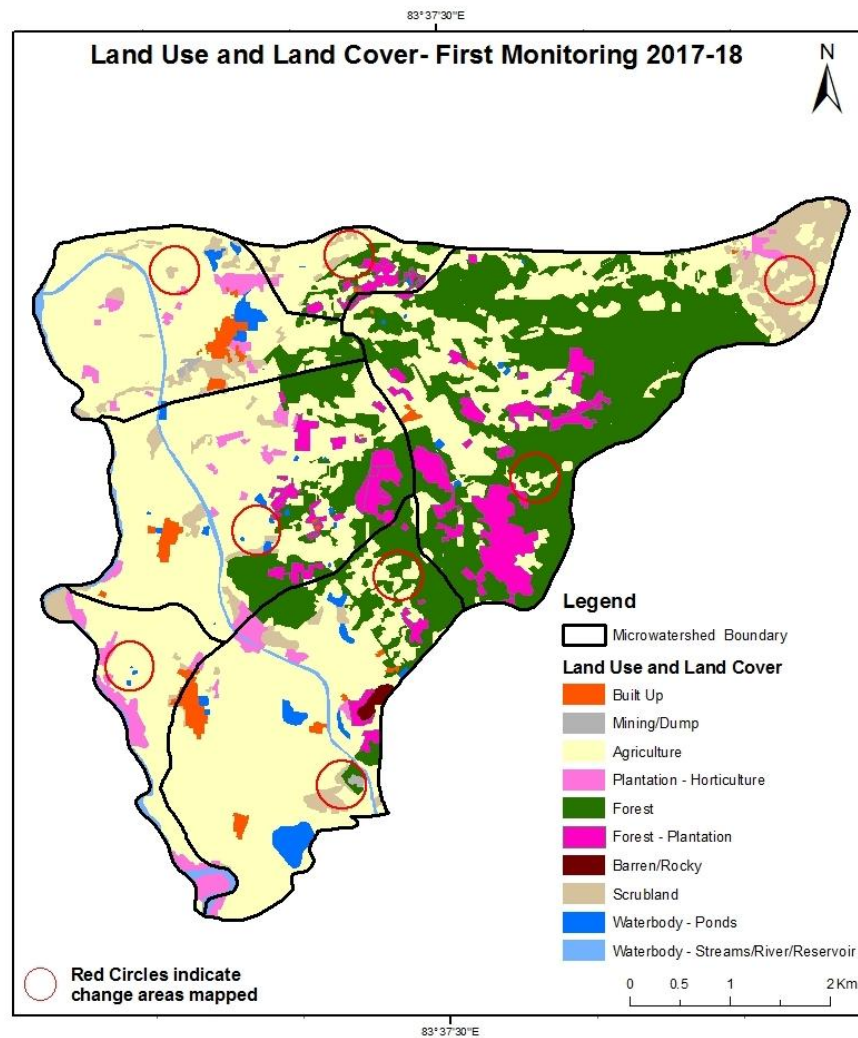 83°37'30"E
Land Use and Land Cover- First Monitoring 2017-18
N
Legend
Microwatershed Boundary
Land Use and Land Cover
Built Up
Mining/Dump
Agriculture
Plantation - Horticulture
Forest
Forest - Plantation
Barren/Rocky
Scrubland
Waterbody - Ponds
Waterbody - Streams/River/Reservoir
Red Circles indicate
change areas mapped
0 0.5 1 2 Km
83°37'30"E